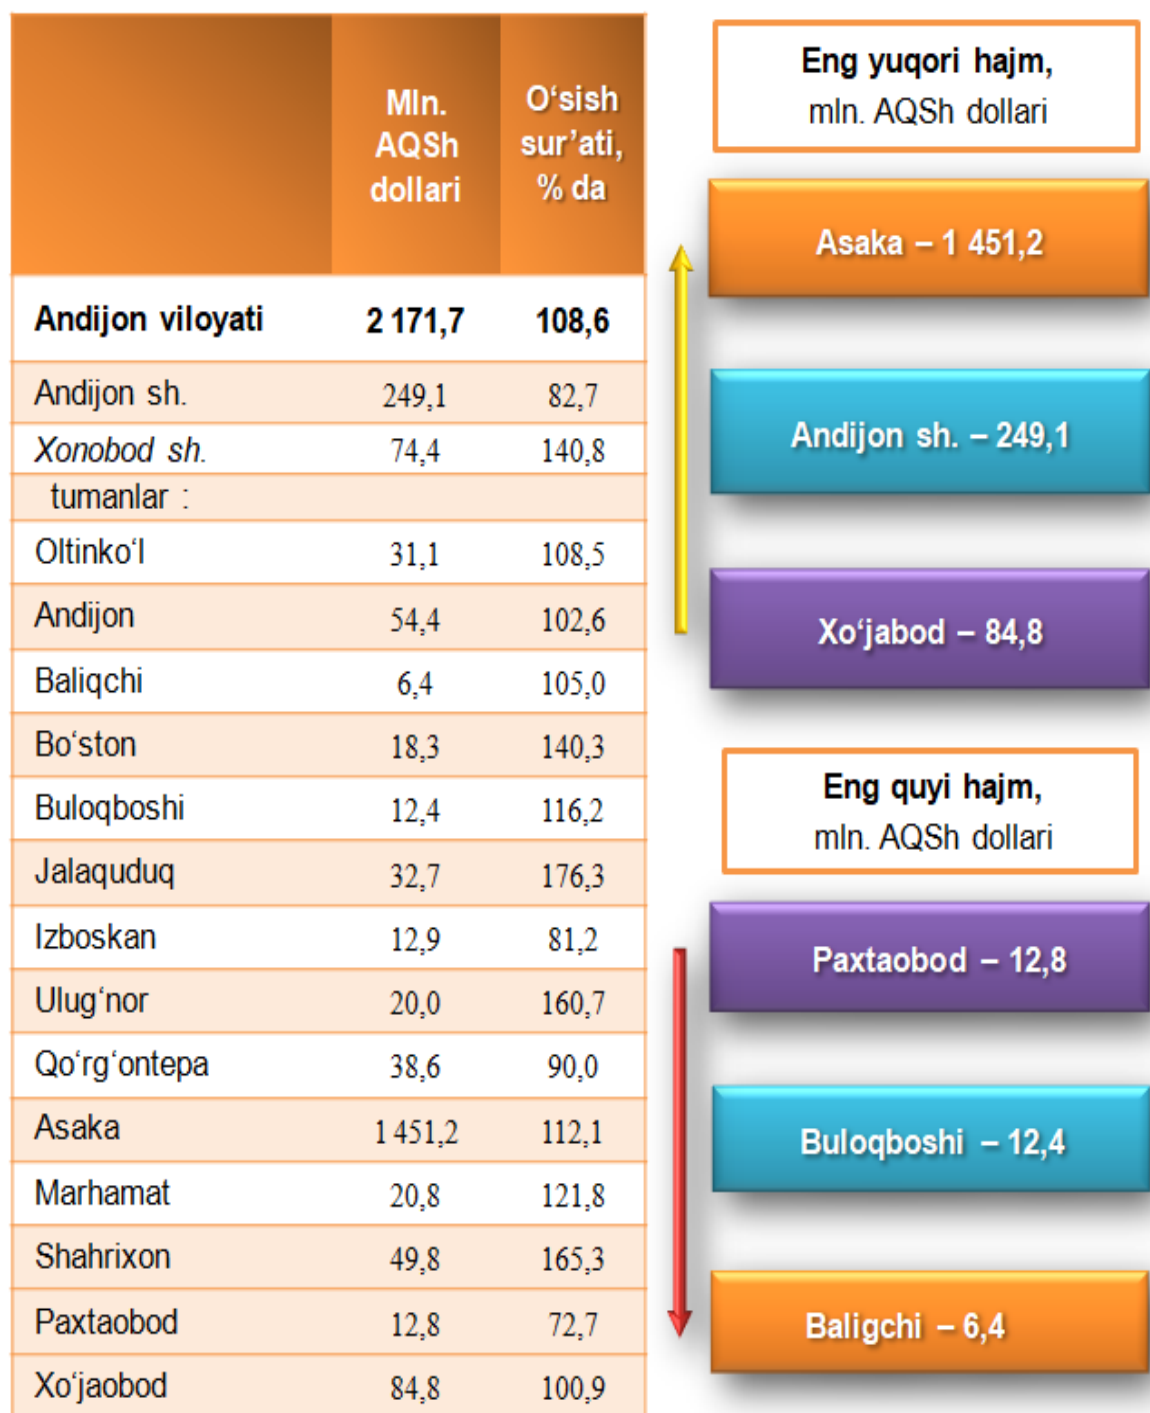 Mln.
AQSh
dollari
O‘sish
sur’ati,
% da
Andijon viloyati 2 171,7 108,6
Andijon sh. 249,1 82,7
Xonobod sh. 74,4 140,8
tumanlar :
Oltinko‘l 31,1 108,5
Andijon 54,4 102,6
Baliqchi 6,4 105,0
Bo‘ston 18,3 140,3
Buloqboshi 12,4 116,2
Jalaquduq 32,7 176,3
Izboskan 12,9 81,2
Ulug‘nor 20,0 160,7
Qo‘rg‘ontepa 38,6 90,0
Asaka 1 451,2 112,1
Marhamat 20,8 121,8
Shahrixon 49,8 165,3
Paxtaobod 12,8 72,7
Xo‘jaobod 84,8 100,9
Eng yuqori hajm,
mln. AQSh dollari
Asaka – 1 451,2
Andijon sh. – 249,1
Xo‘jabod – 84,8
Eng quyi hajm,
mln. AQSh dollari
Paxtaobod – 12,8
Buloqboshi – 12,4
Baligchi – 6,4